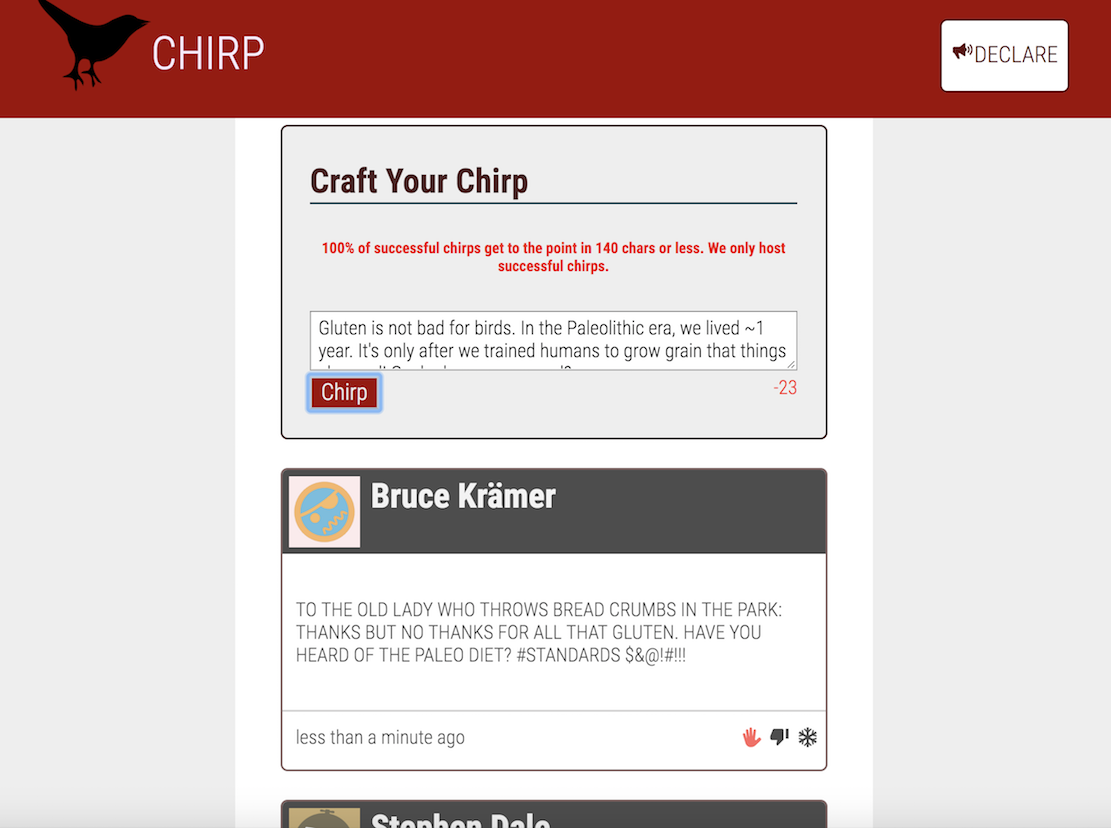 CHIRP
DECLARE
Craft Your Chirp
100% of successful chirps get to the point in 140 chars or less. We only host
successful chirps.
Gluten is not bad for birds. In the Paleolithic era, we lived ~1
year. It's only after we trained humans to grow grain that things
Chirp
-23
Bruce Krämer
TO THE OLD LADY WHO THROWS BREAD CRUMBS IN THE PARK:
THANKS BUT NO THANKS FOR ALL THAT GLUTEN. HAVE YOU
HEARD OF THE PALEO DIET? #STANDARDS $&@!#!!!
less than a minute ago
Stephen Dale